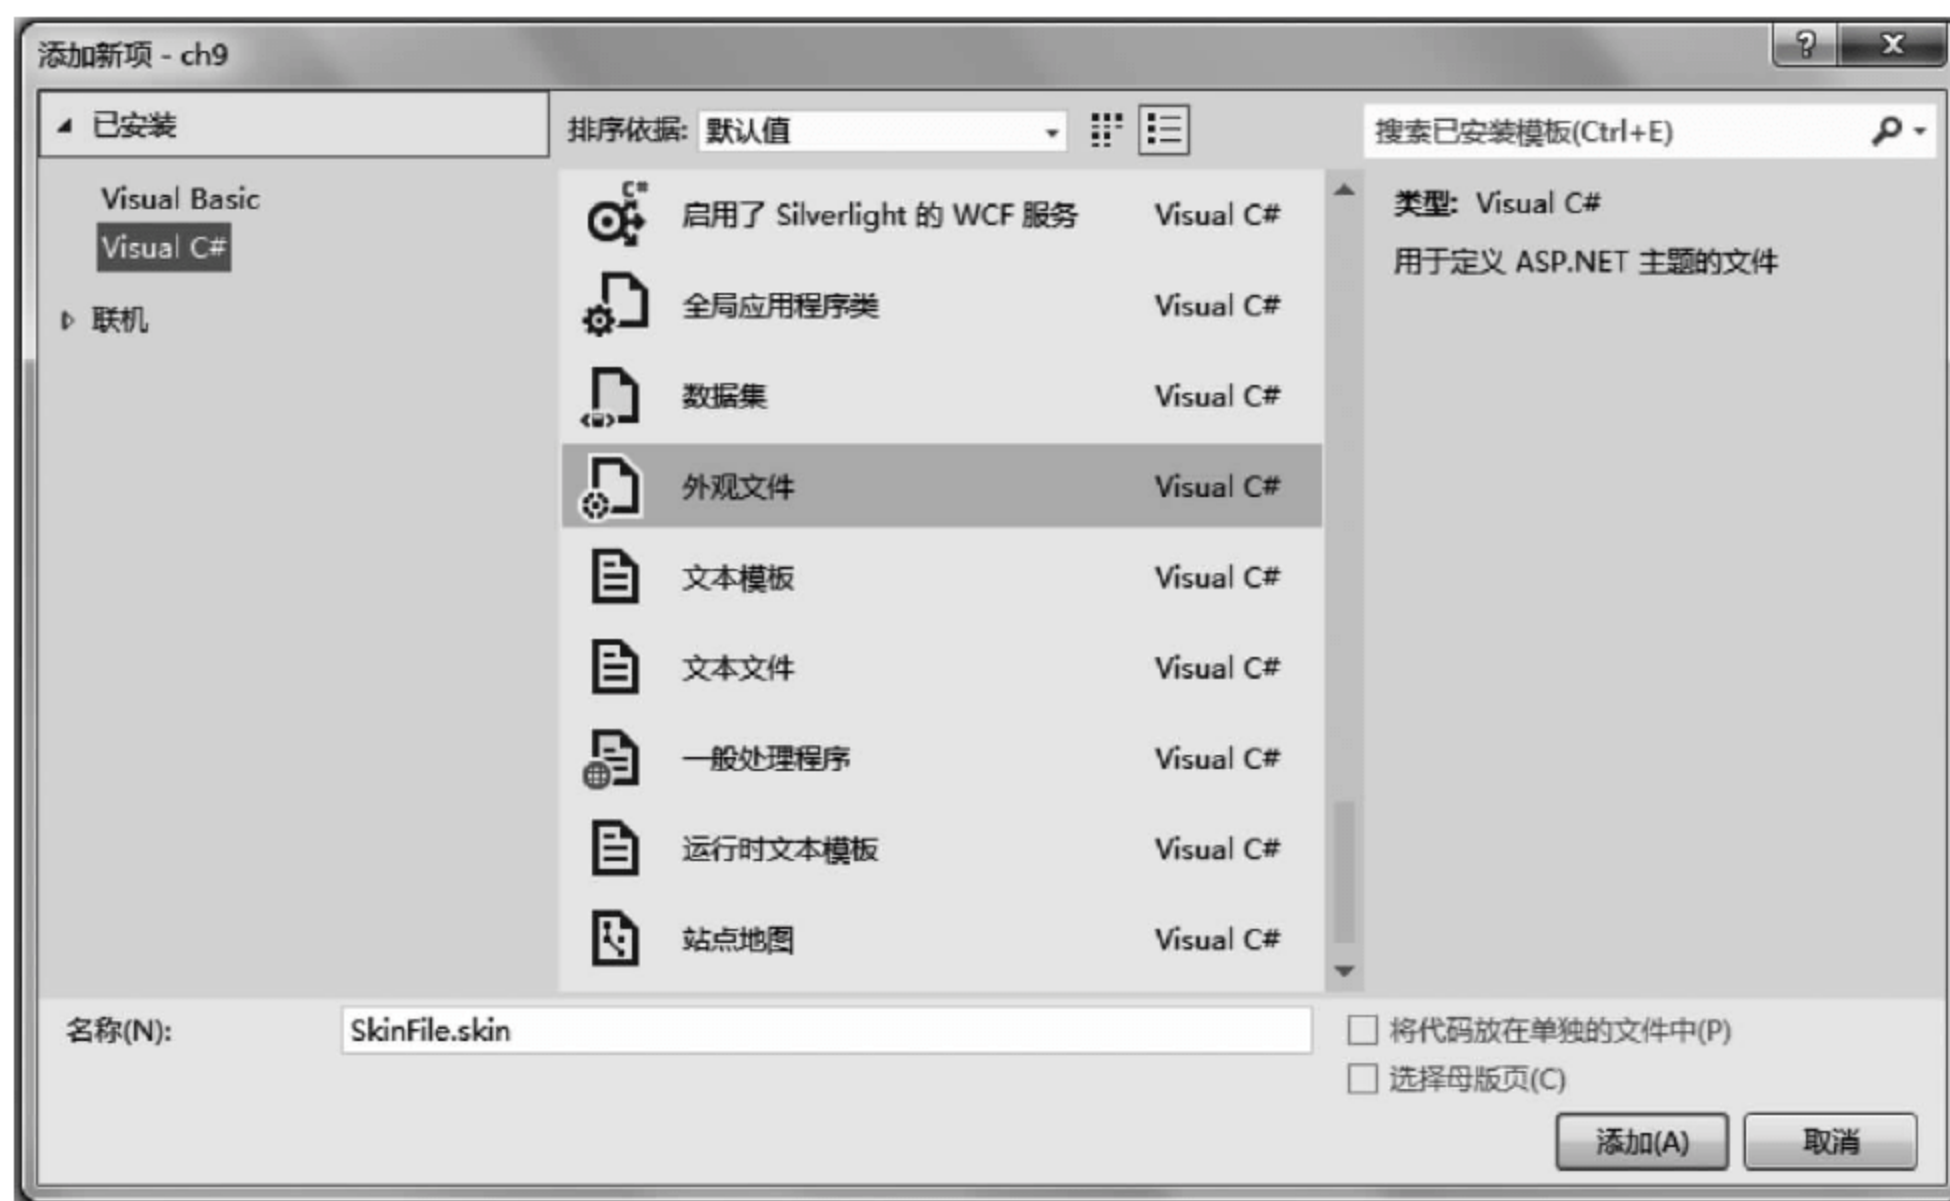 添加新项 - ch9
?
x
已安装
Visual Basic
Visual C#
联机
排序依据: 默认值
搜索已安装模板(Ctrl+E)
启用了 Silverlight 的 WCF 服务 Visual C#
全局应用程序类 Visual C#
数据集 Visual C#
外观文件 Visual C#
文本模板 Visual C#
文本文件 Visual C#
一般处理程序 Visual C#
运行时文本模板 Visual C#
站点地图 Visual C#
类型: Visual C#
用于定义 ASP.NET 主题的文件
名称(N): SkinFile.skin
将代码放在单独的文件中(P)
选择母版页(C)
添加(A) 取消